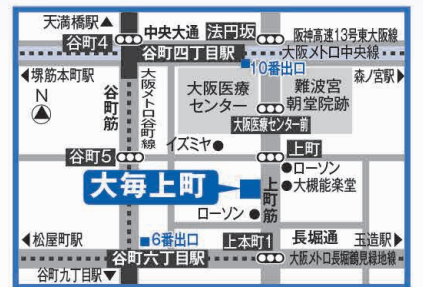 天満橋駅▲
中央大通
法円坂
阪神高速13号東大阪線
谷町4
谷町四丁目駅
大阪メトロ中央線
■10番出口
◀堺筋本町駅
森ノ宮駅▶
N
谷町筋
大阪メトロ谷町線
大阪医療
センター
難波宮
朝堂院跡
大阪医療センター前
イズミヤ●
谷町5
上町
●ローソン
●大槻能楽堂
大毎上町
上町筋
ローソン●
◀松屋町駅
■6番出口
上本町1
長堀通
玉造駅▶
谷町六丁目駅
大阪メトロ長堀鶴見緑地線
谷町九丁目駅▼